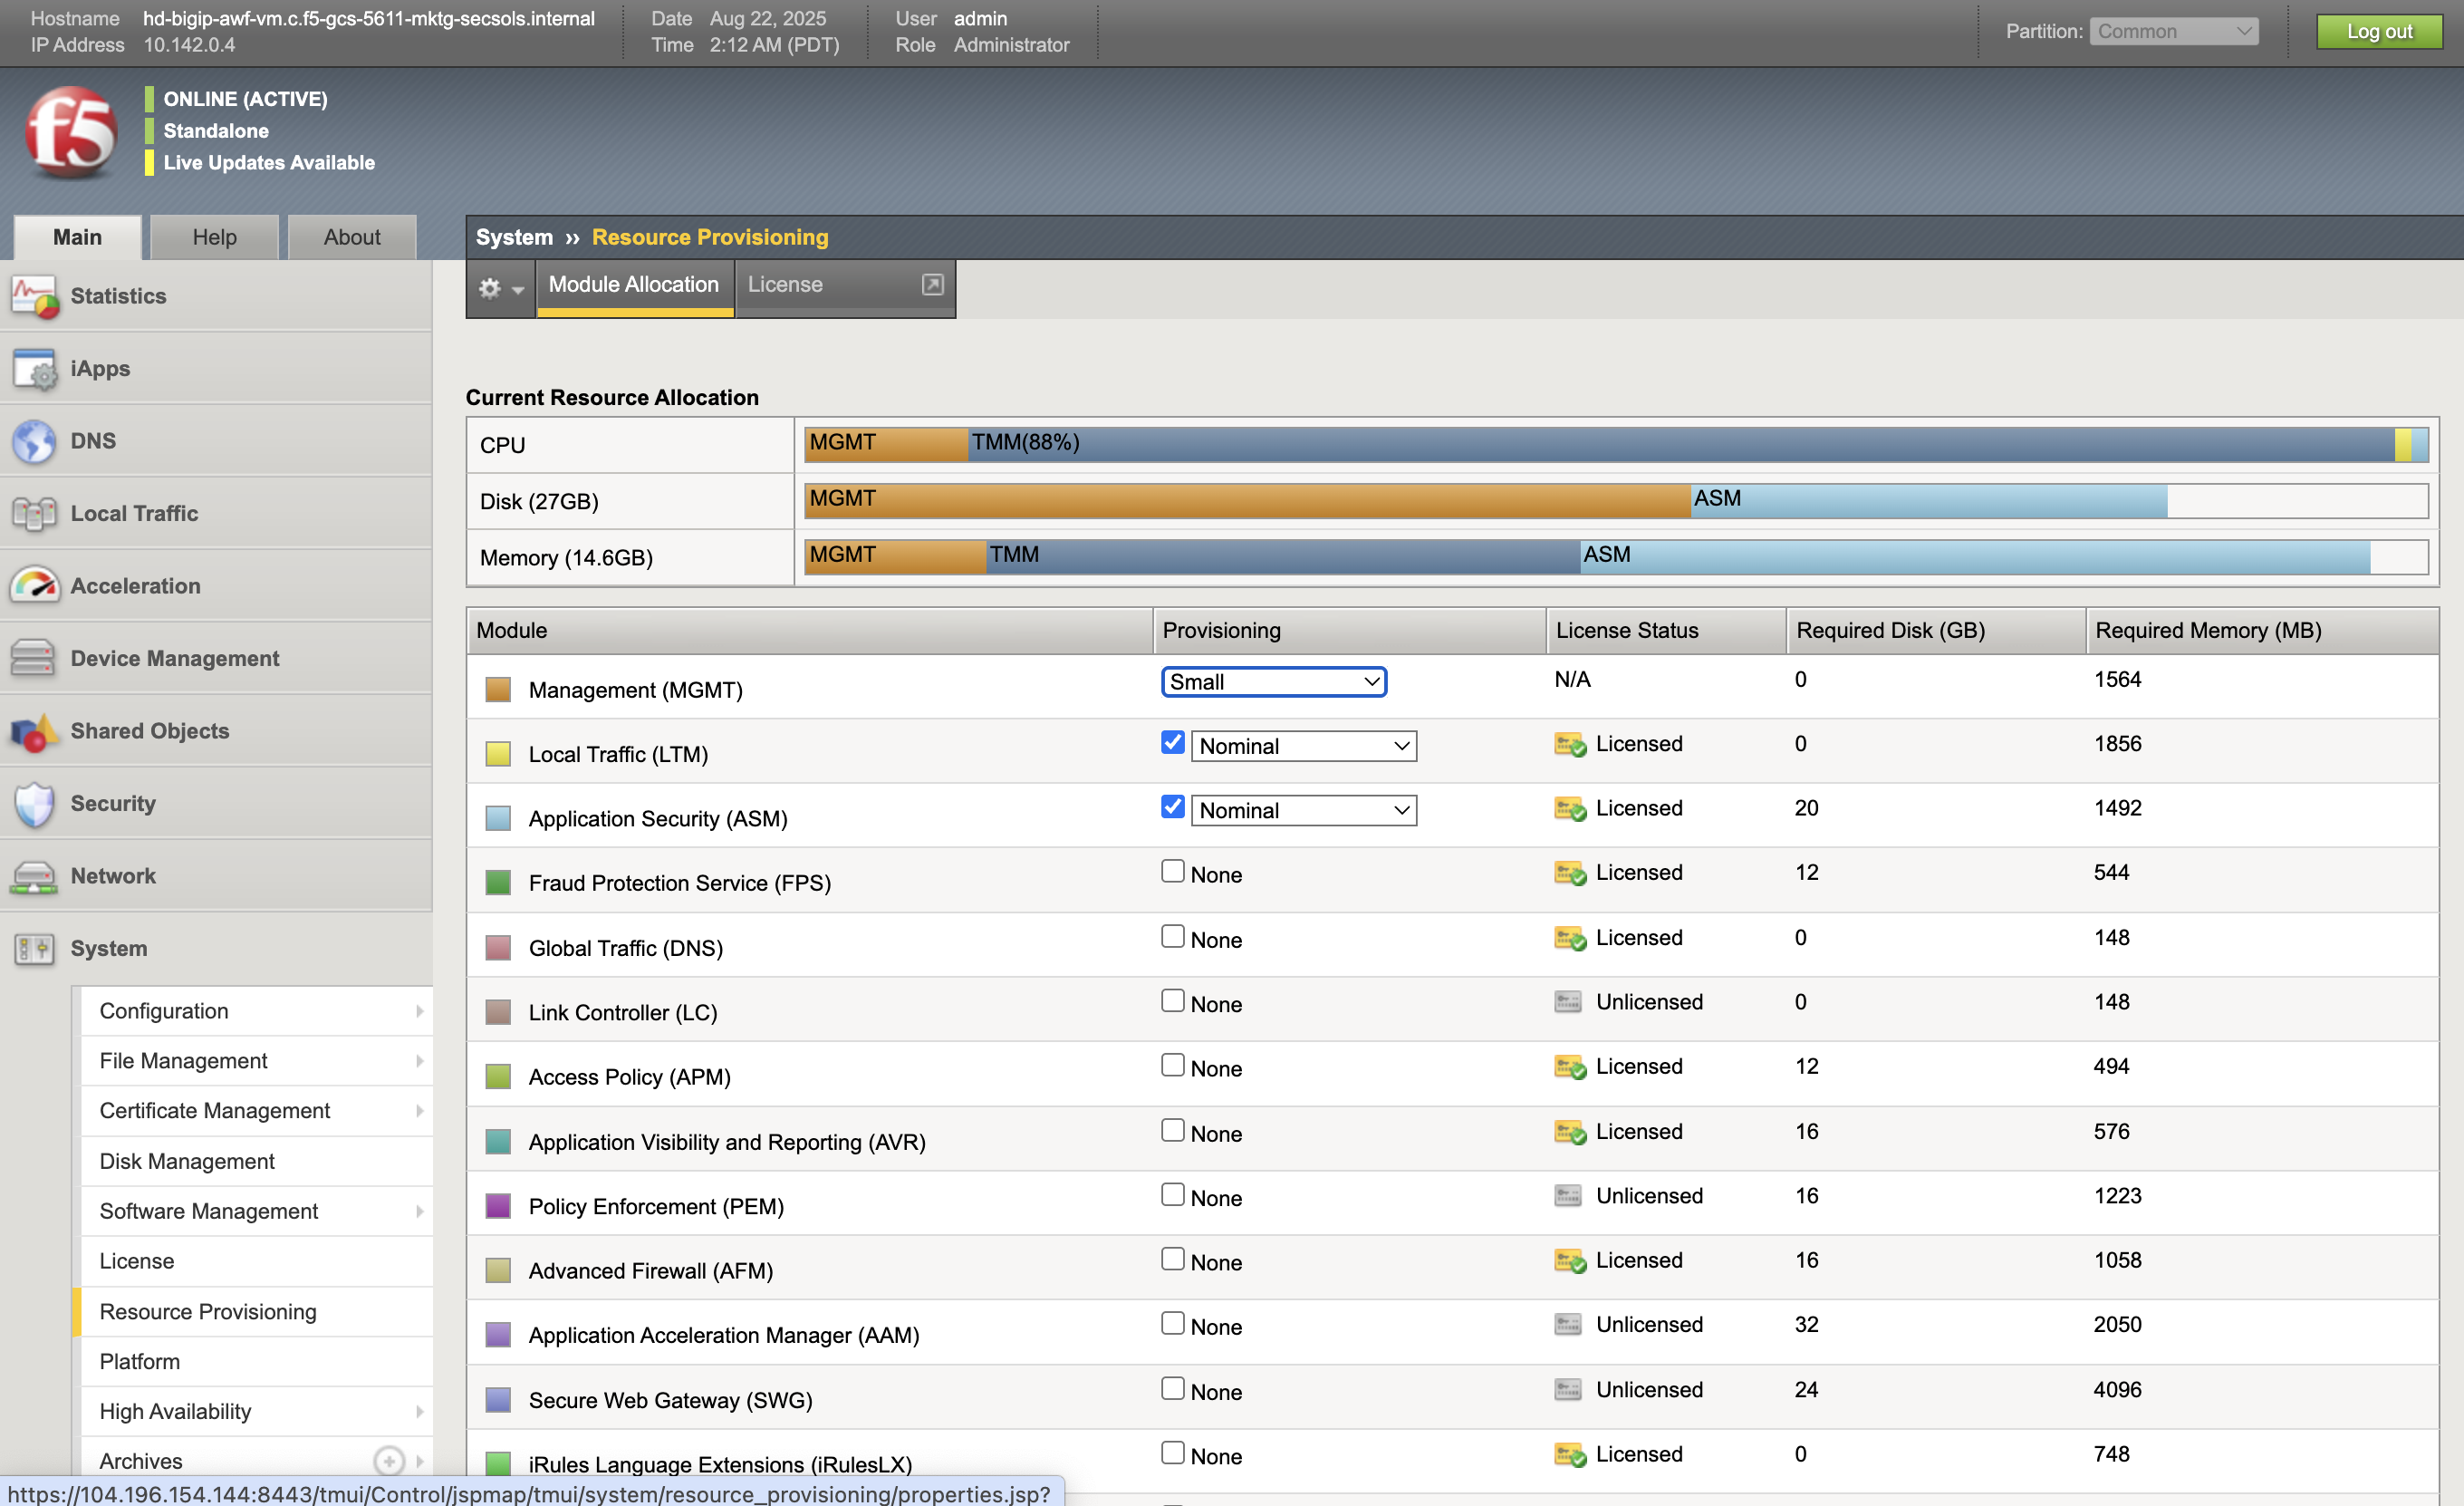 Hostname hd-bigip-awf-vm.c.f5-gcs-5611-mktg-secsols.internal Date Aug 22, 2025 User admin
IP Address 10.142.0.4 Time 2:12 AM (PDT) Role Administrator
Partition: Common Log out
f5
ONLINE (ACTIVE)
Standalone
Live Updates Available
Main Help About
System ›› Resource Provisioning
Module Allocation License
Statistics
iApps
DNS
Local Traffic
Acceleration
Device Management
Shared Objects
Security
Network
System
Configuration
File Management
Certificate Management
Disk Management
Software Management
License
Resource Provisioning
Platform
High Availability
Archives
Current Resource Allocation
CPU MGMT TMM(88%)
Disk (27GB) MGMT ASM
Memory (14.6GB) MGMT TMM ASM
Module Provisioning License Status Required Disk (GB) Required Memory (MB)
Management (MGMT) Small N/A 0 1564
Local Traffic (LTM) Nominal Licensed 0 1856
Application Security (ASM) Nominal Licensed 20 1492
Fraud Protection Service (FPS) None Licensed 12 544
Global Traffic (DNS) None Licensed 0 148
Link Controller (LC) None Unlicensed 0 148
Access Policy (APM) None Licensed 12 494
Application Visibility and Reporting (AVR) None Licensed 16 576
Policy Enforcement (PEM) None Unlicensed 16 1223
Advanced Firewall (AFM) None Licensed 16 1058
Application Acceleration Manager (AAM) None Unlicensed 32 2050
Secure Web Gateway (SWG) None Unlicensed 24 4096
iRules Language Extensions (iRulesLX) None Licensed 0 748
https://104.196.154.144:8443/tmui/Control/jspmap/tmui/system/resource_provisioning/properties.jsp?